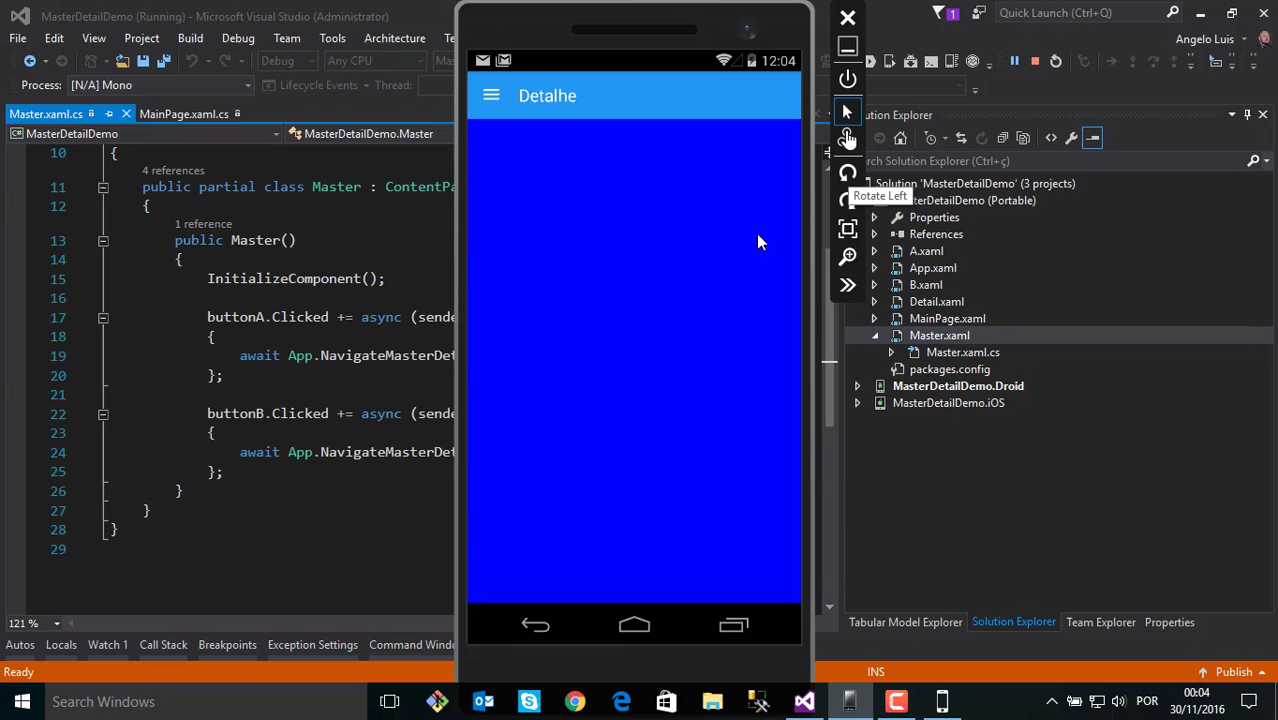 MasterDetailDemo (Running) - Microsoft Visual Studio (Administrator)
1
Quick Launch (Ctrl+Q)
File Edit View Project Build Debug Team Tools Architecture
Angelo Luis
Debug Any CPU
Process: [N/A] Mono Lifecycle Events Thread:
Master.xaml.cs MainPage.xaml.cs
MasterDetailDemo MasterDetailDemo.Master
10 {
4 references
11 public partial class Master : ContentPa
12 {
1 reference
13 public Master()
14 {
15 InitializeComponent();
16
17 buttonA.Clicked += async (sende
18 {
19 await App.NavigateMasterDet
20 };
21
22 buttonB.Clicked += async (sende
23 {
24 await App.NavigateMasterDet
25 };
26 }
27 }
28 }
29
121 %
Autos Locals Watch 1 Call Stack Breakpoints Exception Settings Command Window
Ready
12:04
Detalhe
Rotate Left
Solution Explorer
Search Solution Explorer (Ctrl+ç)
Solution 'MasterDetailDemo' (3 projects)
MasterDetailDemo (Portable)
Properties
References
A.xaml
App.xaml
B.xaml
Detail.xaml
MainPage.xaml
Master.xaml
Master.xaml.cs
packages.config
MasterDetailDemo.Droid
MasterDetailDemo.iOS
Tabular Model Explorer Solution Explorer Team Explorer Properties
INS
Publish
Search Windows
POR
00:04
30/11/2016